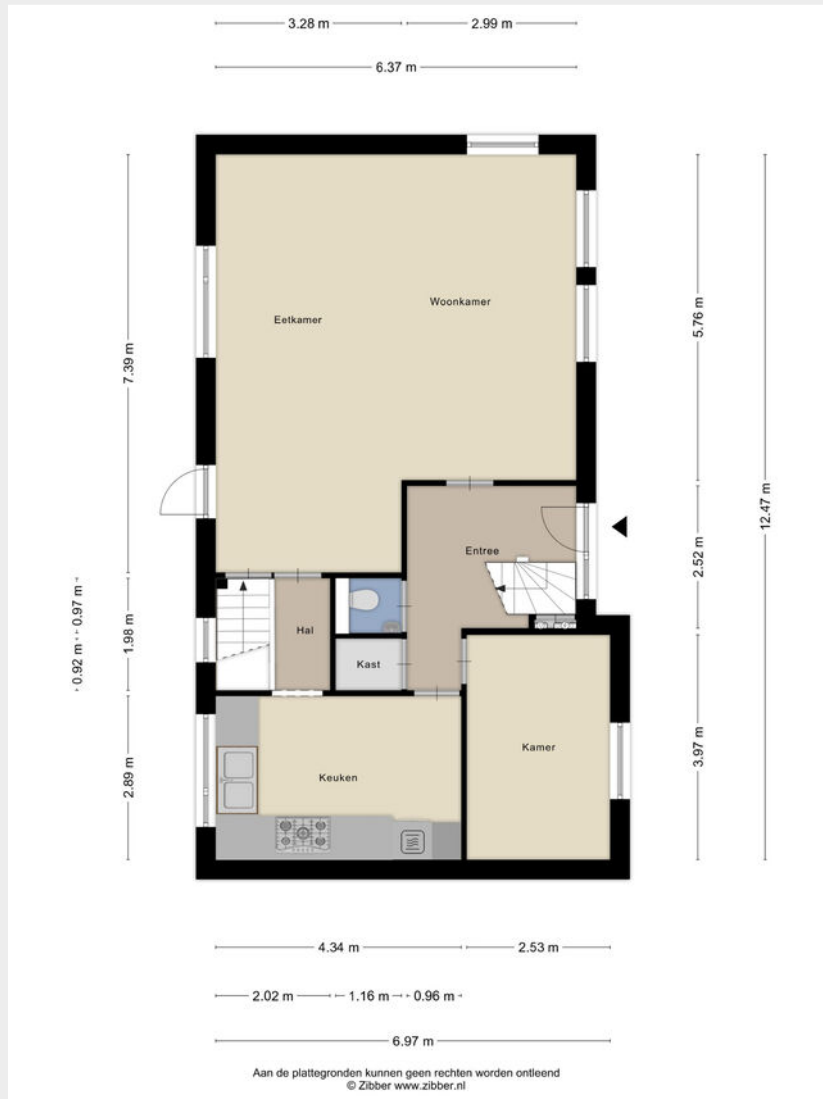 3.28 m
2.99 m
6.37 m
Woonkamer
Eetkamer
5.76 m
7.39 m
12.47 m
Entree
2.52 m
0.92 m
0.97 m
1.98 m
Hal
Kast
Kamer
3.97 m
Keuken
2.89 m
4.34 m
2.53 m
2.02 m
1.16 m
0.96 m
6.97 m
Aan de plattegronden kunnen geen rechten worden ontleend
© Zibber www.zibber.nl